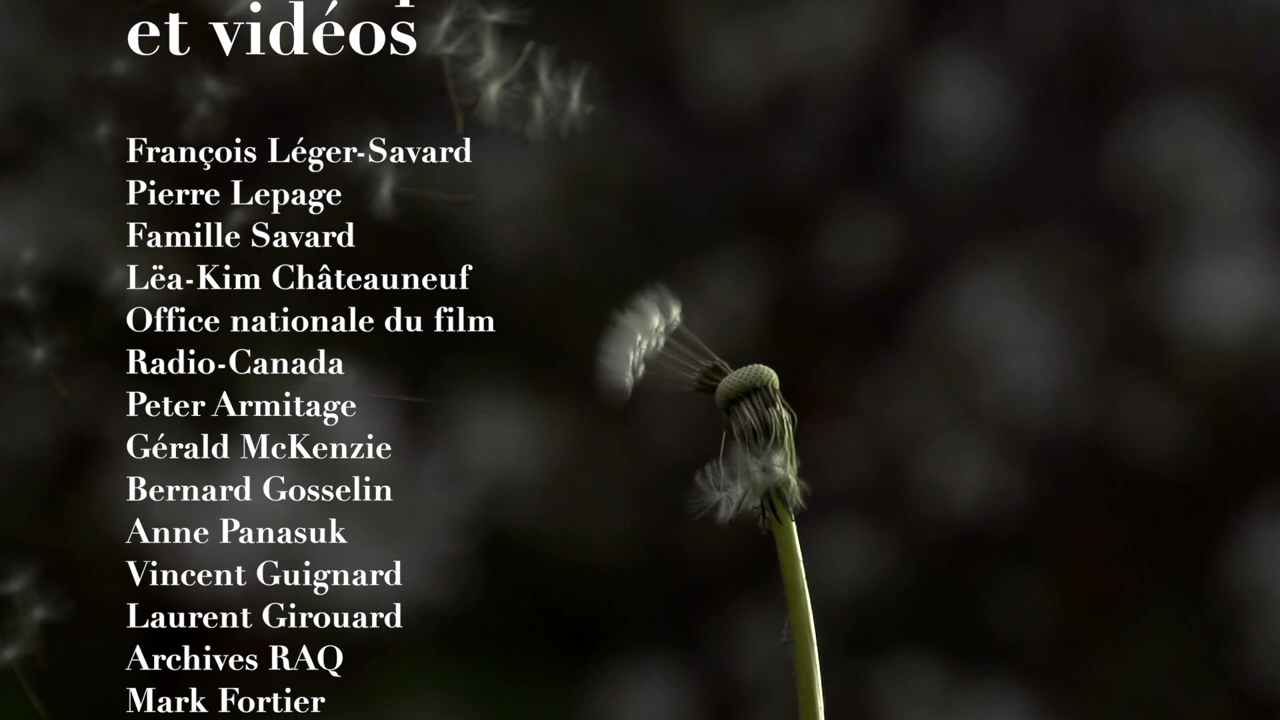 et vidéos
François Léger-Savard
Pierre Lepage
Famille Savard
Lëa-Kim Châteauneuf
Office nationale du film
Radio-Canada
Peter Armitage
Gérald McKenzie
Bernard Gosselin
Anne Panasuk
Vincent Guignard
Laurent Girouard
Archives RAQ
Mark Fortier